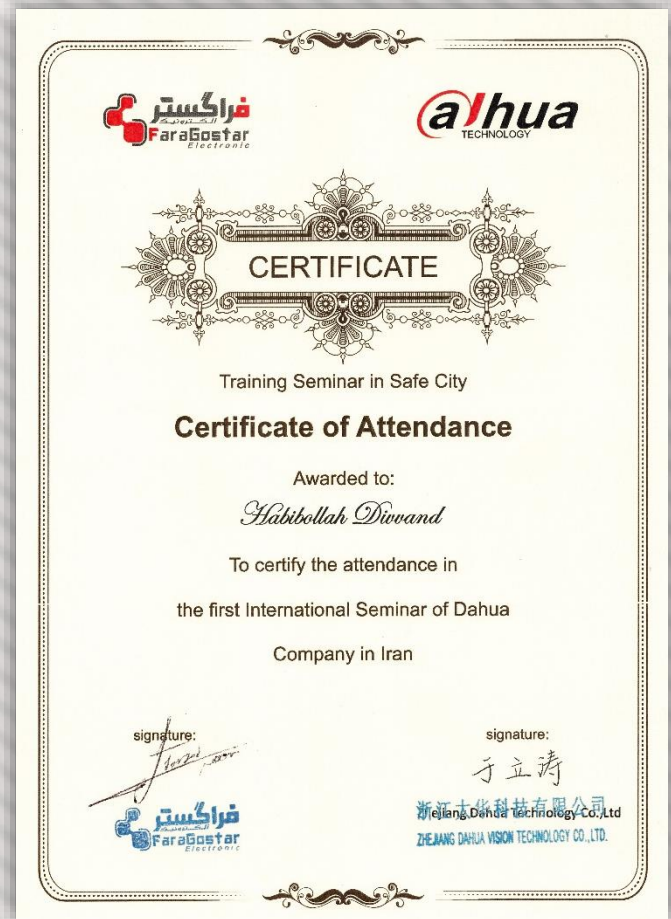 فراگستر
الکترونیک
FaraGostar
Electronic
alhua
TECHNOLOGY
CERTIFICATE
Training Seminar in Safe City
Certificate of Attendance
Awarded to:
Habibollah Divvand
To certify the attendance in
the first International Seminar of Dahua
Company in Iran
signature:
فراگستر
الکترونیک
FaraGostar
Electronic
signature:
于立涛
浙江大华科技有限公司
Zhejiang Dahua Technology Co.,Ltd
ZHEJIANG DAHUA VISION TECHNOLOGY CO.,LTD.